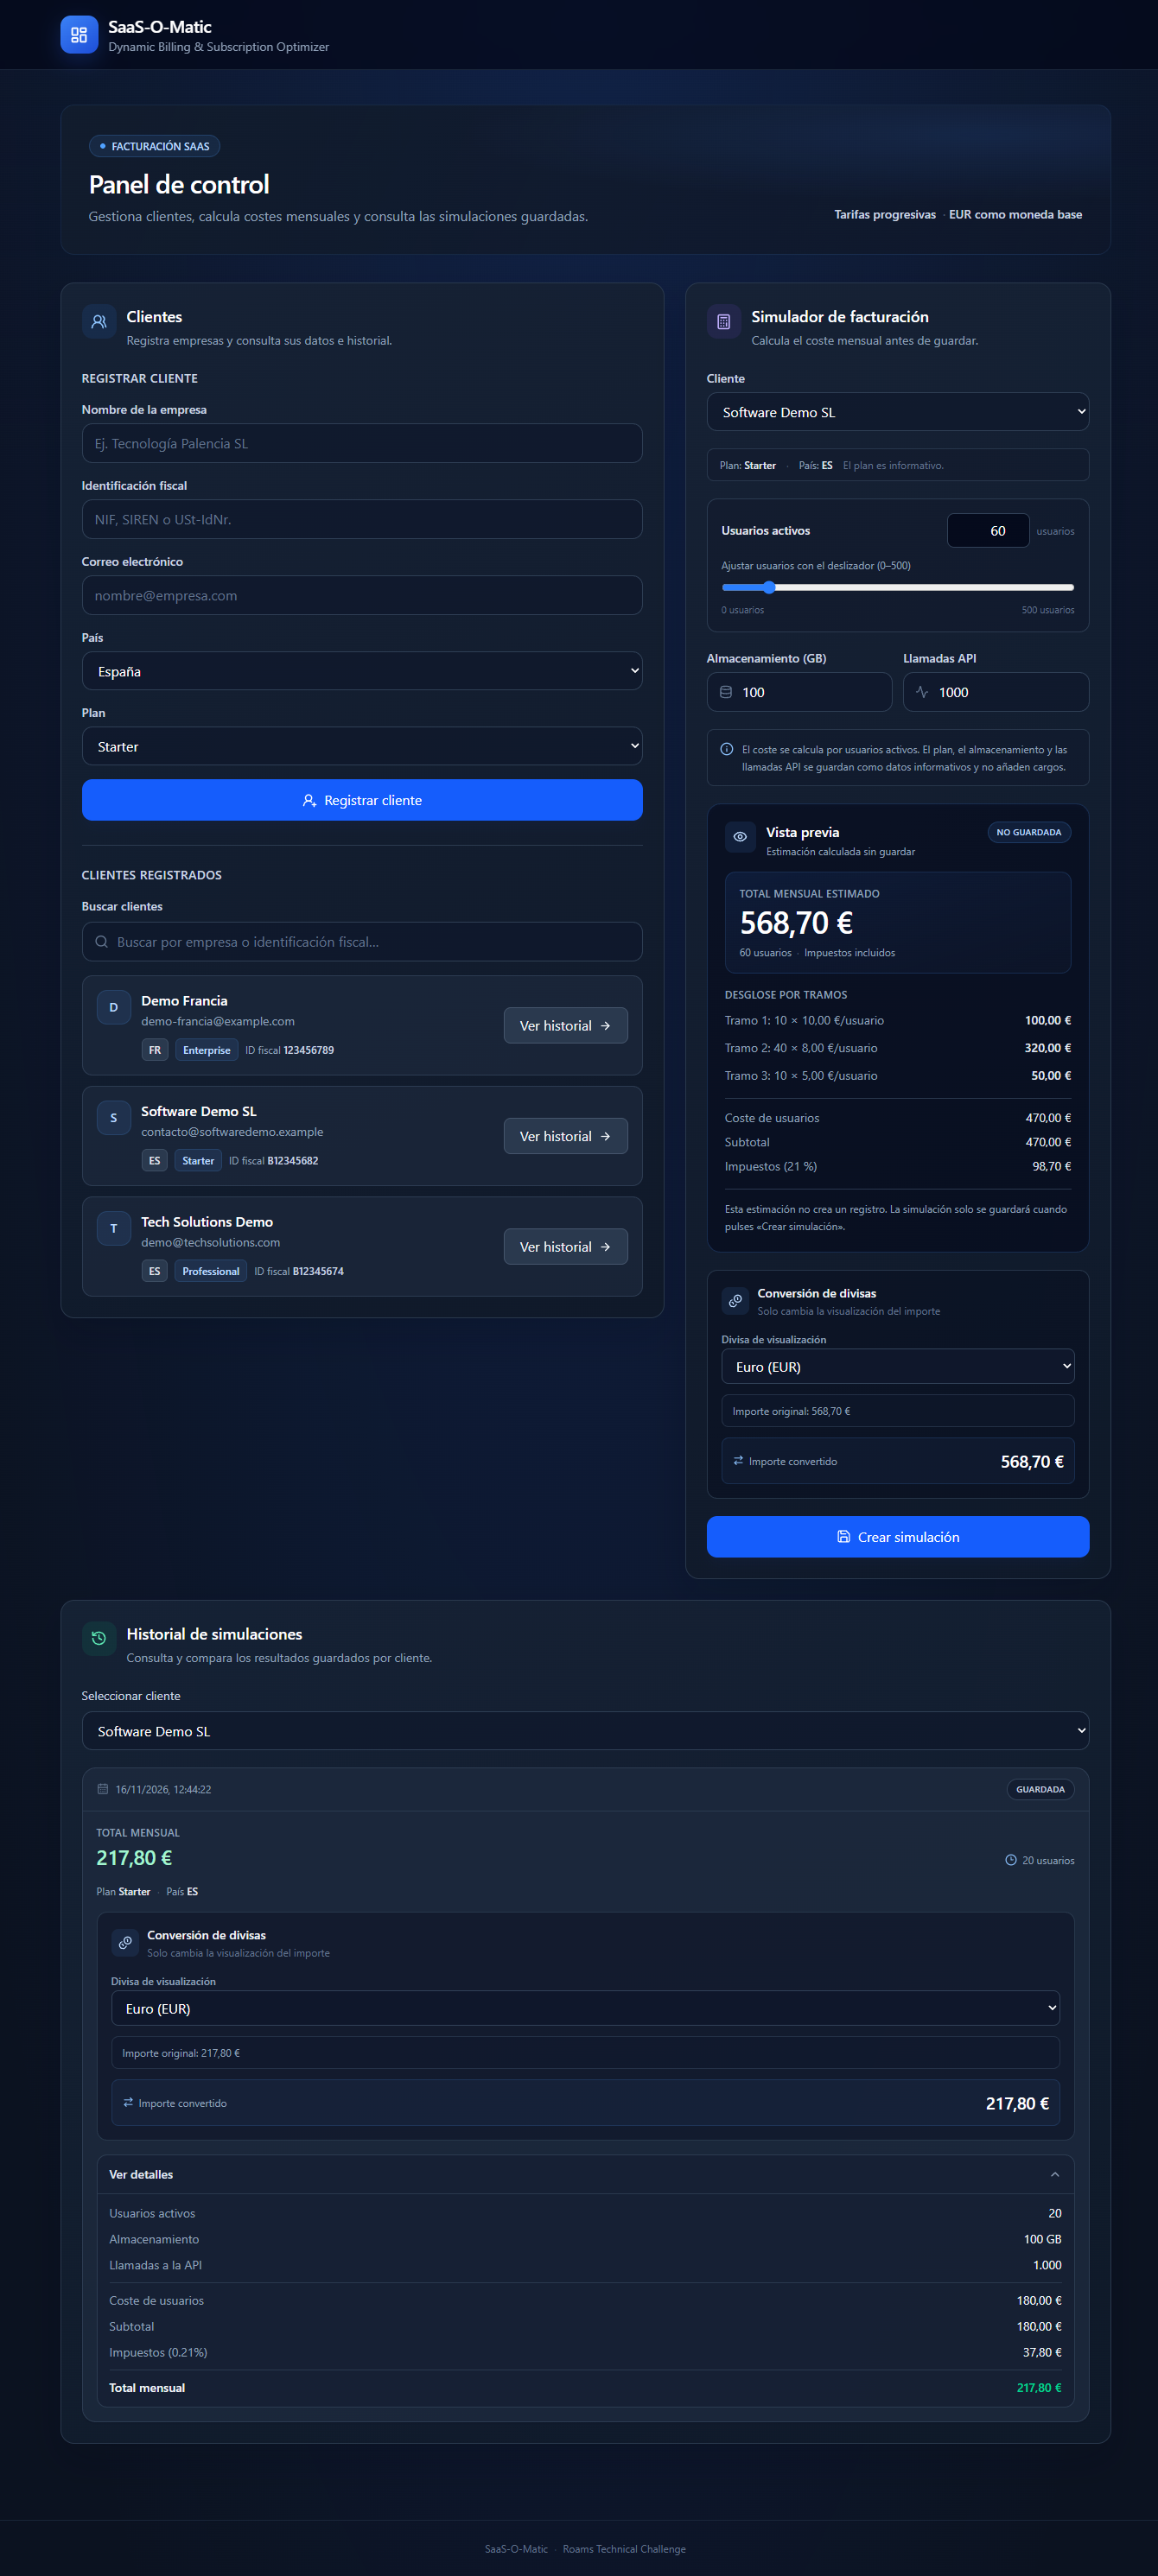 SaaS-O-Matic
Dynamic Billing & Subscription Optimizer
FACTURACIÓN SAAS
Panel de control
Gestiona clientes, calcula costes mensuales y consulta las simulaciones guardadas.
Tarifas progresivas · EUR como moneda base
Clientes
Registra empresas y consulta sus datos e historial.
REGISTRAR CLIENTE
Nombre de la empresa
Ej. Tecnología Palencia SL
Identificación fiscal
NIF, SIREN o USt-IdNr.
Correo electrónico
nombre@empresa.com
País
España
Plan
Starter
Registrar cliente
CLIENTES REGISTRADOS
Buscar clientes
Buscar por empresa o identificación fiscal...
D
Demo Francia
demo-francia@example.com
FR Enterprise ID fiscal 123456789
Ver historial
S
Software Demo SL
contacto@softwaredemo.example
ES Starter ID fiscal B12345682
Ver historial
T
Tech Solutions Demo
demo@techsolutions.com
ES Professional ID fiscal B12345674
Ver historial
Simulador de facturación
Calcula el coste mensual antes de guardar.
Cliente
Software Demo SL
Plan: Starter · País: ES El plan es informativo.
Usuarios activos 60 usuarios
Ajustar usuarios con el deslizador (0–500)
0 usuarios 500 usuarios
Almacenamiento (GB) Llamadas API
100 1000
El coste se calcula por usuarios activos. El plan, el almacenamiento y las
llamadas API se guardan como datos informativos y no añaden cargos.
Vista previa NO GUARDADA
Estimación calculada sin guardar
TOTAL MENSUAL ESTIMADO
568,70 €
60 usuarios · Impuestos incluidos
DESGLOSE POR TRAMOS
Tramo 1: 10 × 10,00 €/usuario 100,00 €
Tramo 2: 40 × 8,00 €/usuario 320,00 €
Tramo 3: 10 × 5,00 €/usuario 50,00 €
Coste de usuarios 470,00 €
Subtotal 470,00 €
Impuestos (21 %) 98,70 €
Esta estimación no crea un registro. La simulación solo se guardará cuando
pulses «Crear simulación».
Conversión de divisas
Solo cambia la visualización del importe
Divisa de visualización
Euro (EUR)
Importe original: 568,70 €
Importe convertido 568,70 €
Crear simulación
Historial de simulaciones
Consulta y compara los resultados guardados por cliente.
Seleccionar cliente
Software Demo SL
16/11/2026, 12:44:22 GUARDADA
TOTAL MENSUAL
217,80 €
20 usuarios
Plan Starter · País ES
Conversión de divisas
Solo cambia la visualización del importe
Divisa de visualización
Euro (EUR)
Importe original: 217,80 €
Importe convertido 217,80 €
Ver detalles
Usuarios activos 20
Almacenamiento 100 GB
Llamadas a la API 1.000
Coste de usuarios 180,00 €
Subtotal 180,00 €
Impuestos (0.21%) 37,80 €
Total mensual 217,80 €
SaaS-O-Matic · Roams Technical Challenge